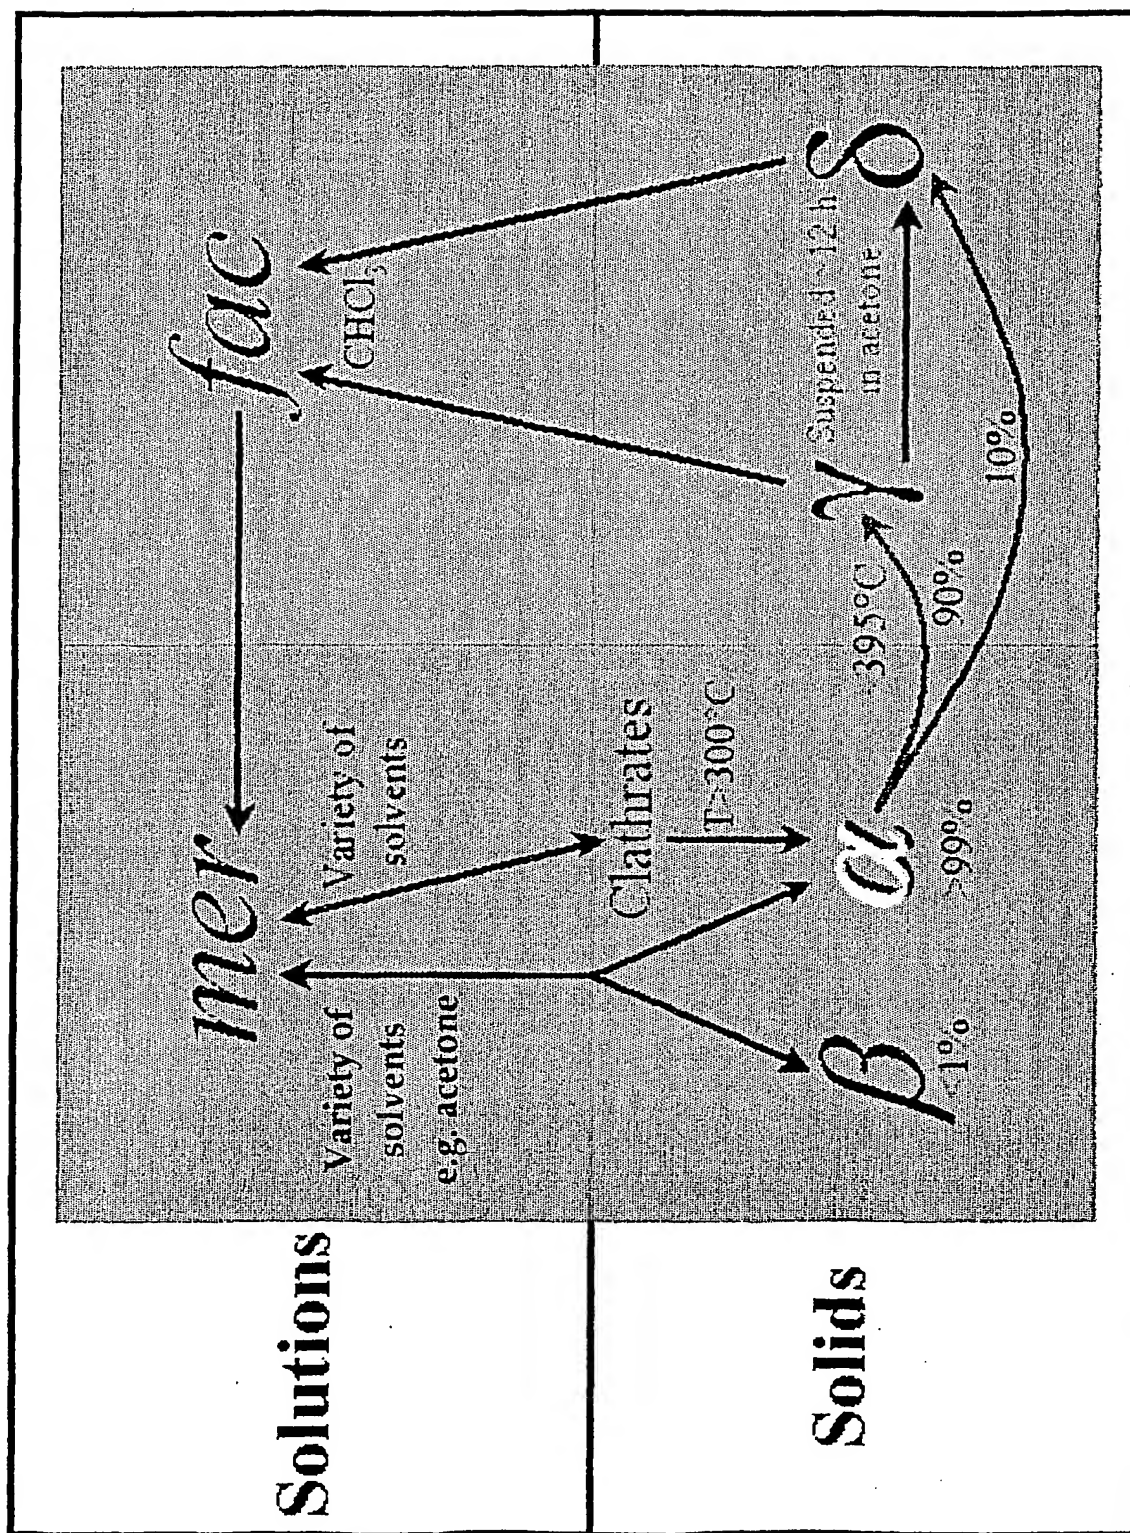 Solutions
mer
fac
Variety of
solvents
e.g. acetone
Variety of
solvents
CHCl₃
Solids
Clathrates
T>300°C
β
<1%
α
>99%
395°C
90%
γ
Suspended ~12 h
in acetone
δ
10%